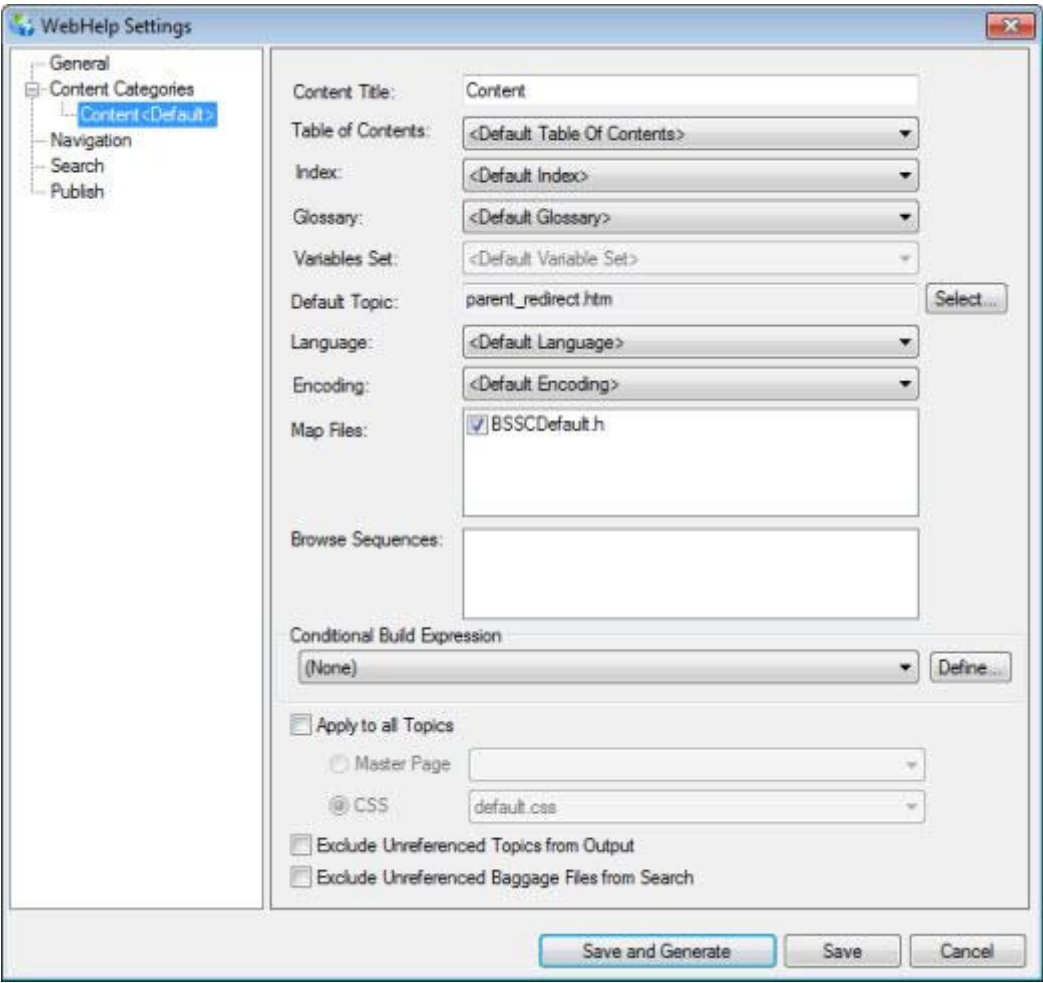 WebHelp Settings
General
Content Categories
Content<Default>
Navigation
Search
Publish
Content Title: Content
Table of Contents: <Default Table Of Contents>
Index: <Default Index>
Glossary: <Default Glossary>
Variables Set: <Default Variable Set>
Default Topic: parent_redirect.htm Select...
Language: <Default Language>
Encoding: <Default Encoding>
Map Files: BSSCDefault.h
Browse Sequences:
Conditional Build Expression
(None) Define...
Apply to all Topics
Master Page
CSS default.css
Exclude Unreferenced Topics from Output
Exclude Unreferenced Baggage Files from Search
Save and Generate Save Cancel